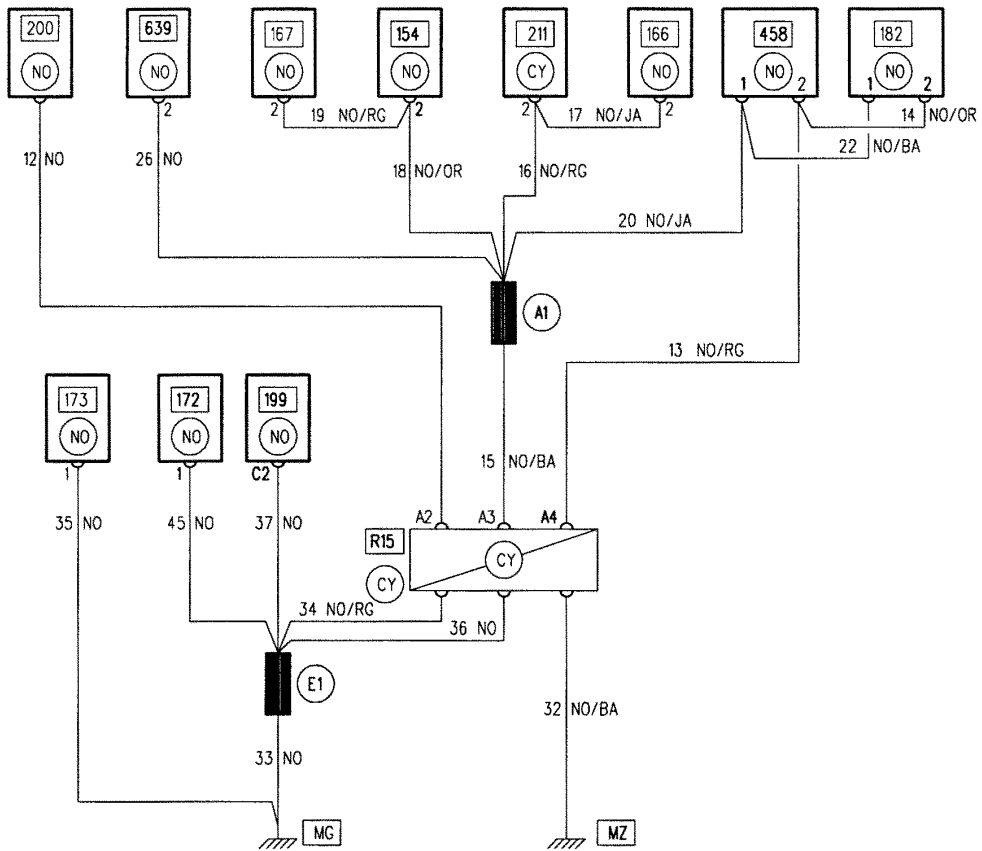 200 639 167 154 211 166 458 182
NO NO NO NO CY NO NO NO
1 2 1 2
2 2 2 2 2
19 NO/RG 17 NO/JA 14 NO/OR
22 NO/BA
12 NO 26 NO 18 NO/OR 16 NO/RG
20 NO/JA
A1
13 NO/RG
173 172 199
NO NO NO
1 1 C2
15 NO/BA
35 NO 45 NO 37 NO
A2 A3 A4
R15
CY
CY
34 NO/RG
36 NO
E1
32 NO/BA
33 NO
MG MZ